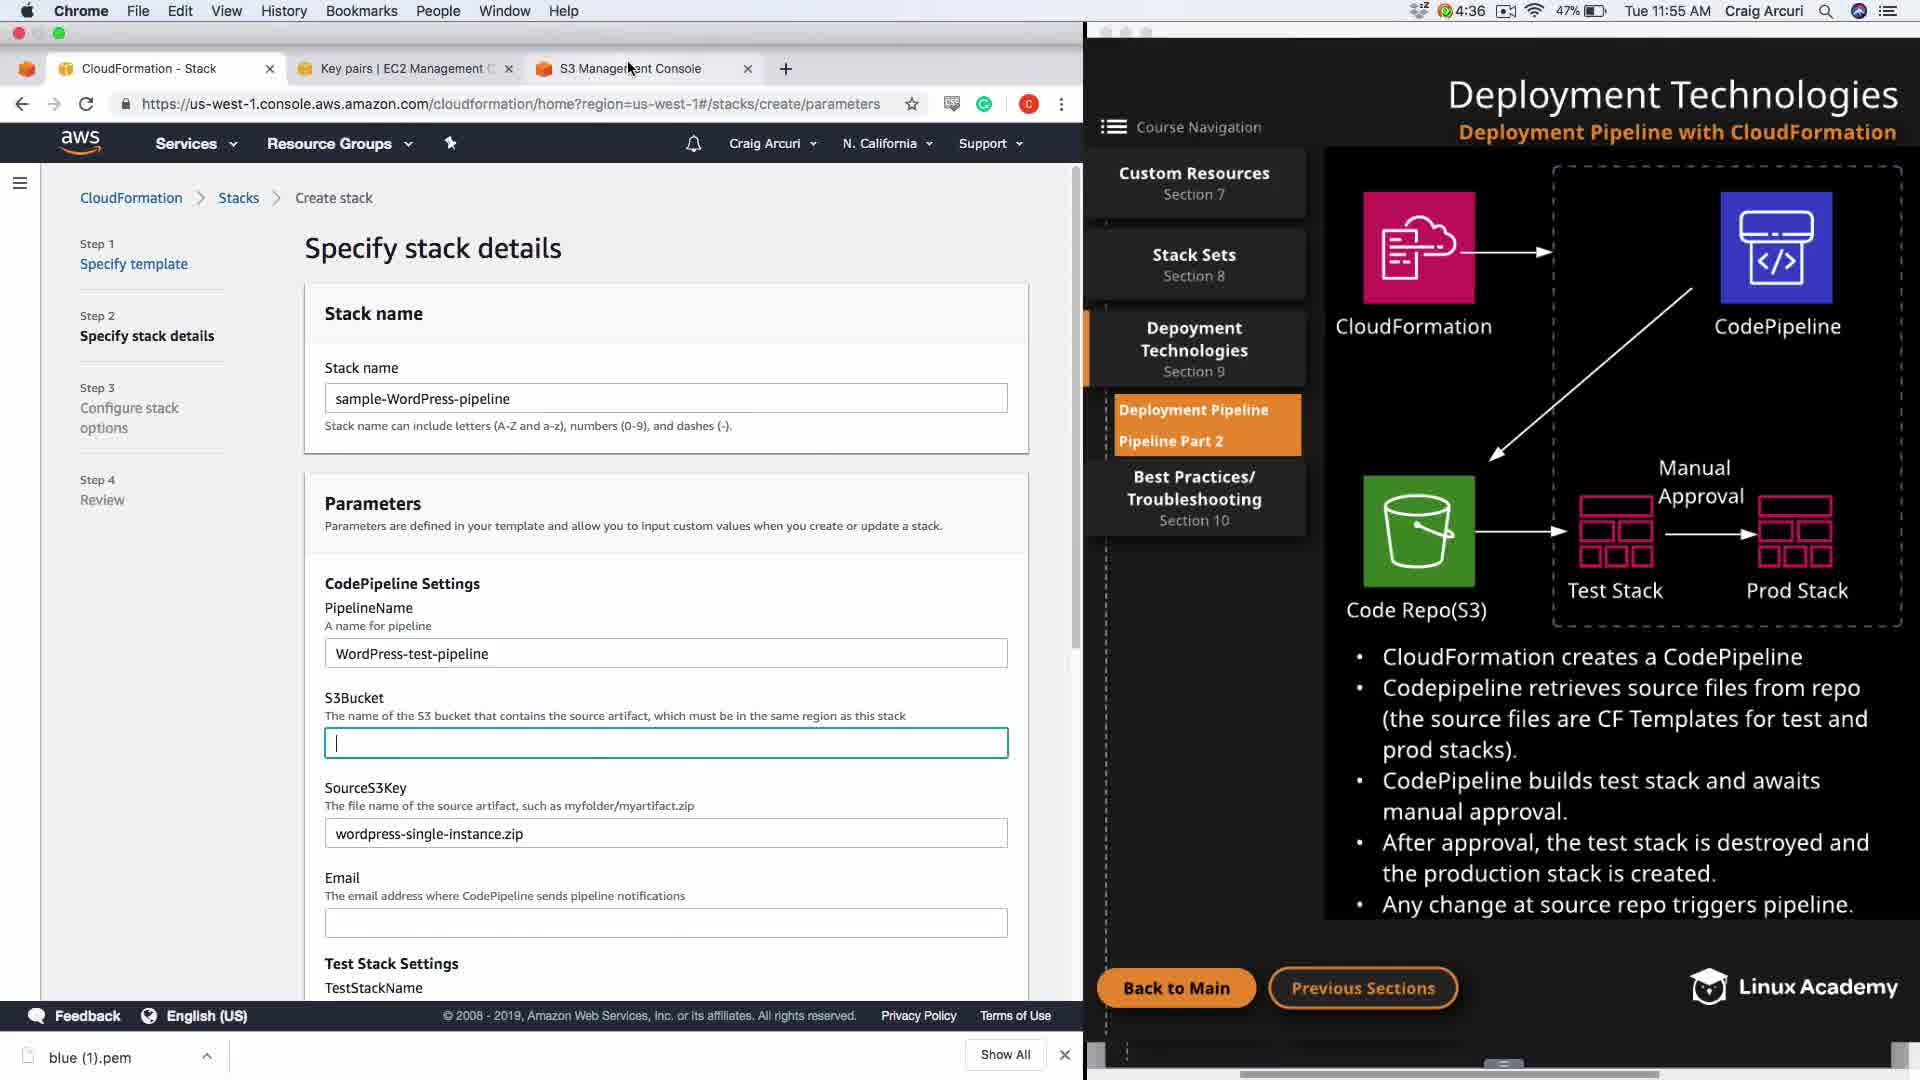 Chrome File Edit View History Bookmarks People Window Help
4:36 47% Tue 11:55 AM Craig Arcuri
CloudFormation - Stack
Key pairs | EC2 Management C
S3 Management Console
https://us-west-1.console.aws.amazon.com/cloudformation/home?region=us-west-1#/stacks/create/parameters
aws Services Resource Groups Craig Arcuri N. California Support
CloudFormation Stacks Create stack
Step 1
Specify template
Step 2
Specify stack details
Step 3
Configure stack
options
Step 4
Review
Specify stack details
Stack name
Stack name
sample-WordPress-pipeline
Stack name can include letters (A-Z and a-z), numbers (0-9), and dashes (-).
Parameters
Parameters are defined in your template and allow you to input custom values when you create or update a stack.
CodePipeline Settings
PipelineName
A name for pipeline
WordPress-test-pipeline
S3Bucket
The name of the S3 bucket that contains the source artifact, which must be in the same region as this stack
SourceS3Key
The file name of the source artifact, such as myfolder/myartifact.zip
wordpress-single-instance.zip
Email
The email address where CodePipeline sends pipeline notifications
Test Stack Settings
TestStackName
Feedback English (US) © 2008 - 2019, Amazon Web Services, Inc. or its affiliates. All rights reserved. Privacy Policy Terms of Use
blue (1).pem
Show All
Deployment Technologies
Deployment Pipeline with CloudFormation
Course Navigation
Custom Resources
Section 7
Stack Sets
Section 8
Depoyment
Technologies
Section 9
Deployment Pipeline
Pipeline Part 2
Best Practices/
Troubleshooting
Section 10
CloudFormation
CodePipeline
Manual
Approval
Code Repo(S3)
Test Stack
Prod Stack
• CloudFormation creates a CodePipeline
• Codepipeline retrieves source files from repo
(the source files are CF Templates for test and
prod stacks).
• CodePipeline builds test stack and awaits
manual approval.
• After approval, the test stack is destroyed and
the production stack is created.
• Any change at source repo triggers pipeline.
Back to Main
Previous Sections
Linux Academy